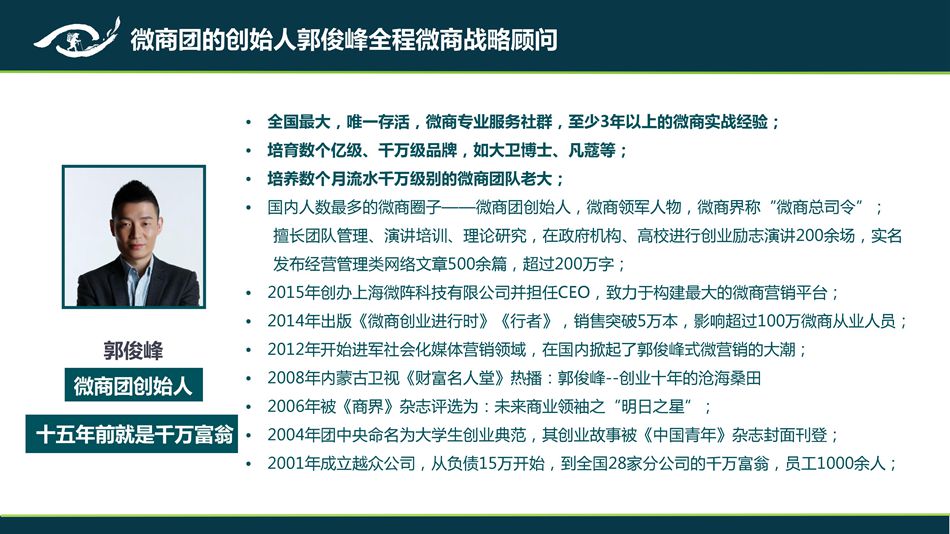 微商团的创始人郭俊峰全程微商战略顾问
• 全国最大，唯一存活，微商专业服务社群，至少3年以上的微商实战经验；
• 培育数个亿级、千万级品牌，如大卫博士、凡蔻等；
• 培养数个月流水千万级别的微商团队老大；
• 国内人数最多的微商圈子——微商团创始人，微商领军人物，微商界称“微商总司令”；
擅长团队管理、演讲培训、理论研究，在政府机构、高校进行创业励志演讲200余场，实名
发布经营管理类网络文章500余篇，超过200万字；
• 2015年创办上海微阵科技有限公司并担任CEO，致力于构建最大的微商营销平台；
• 2014年出版《微商创业进行时》《行者》，销售突破5万本，影响超过100万微商从业人员；
• 2012年开始进军社会化媒体营销领域，在国内掀起了郭俊峰式微营销的大潮；
• 2008年内蒙古卫视《财富名人堂》热播：郭俊峰--创业十年的沧海桑田
• 2006年被《商界》杂志评选为：未来商业领袖之“明日之星”；
• 2004年团中央命名为大学生创业典范，其创业故事被《中国青年》杂志封面刊登；
• 2001年成立越众公司，从负债15万开始，到全国28家分公司的千万富翁，员工1000余人；
郭俊峰
微商团创始人
十五年前就是千万富翁